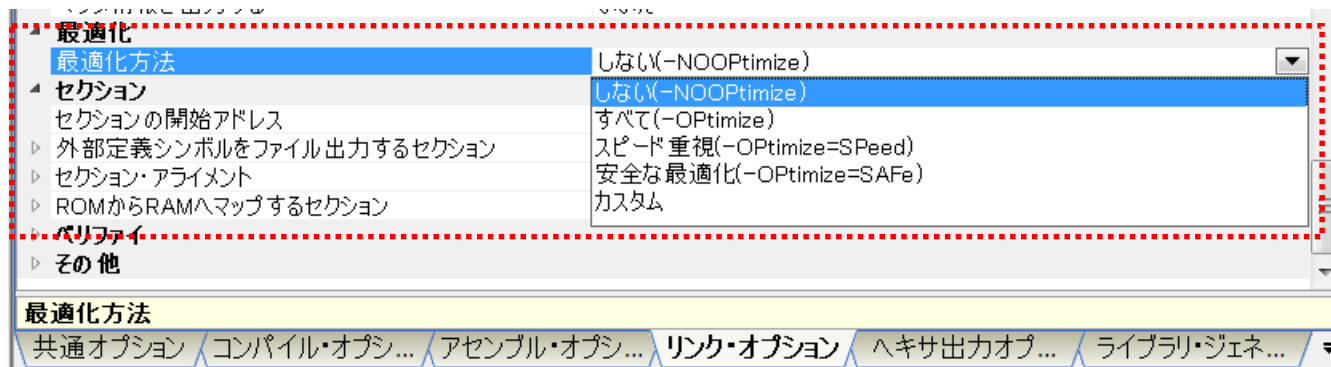 最適化
最適化方法 しない(-NOOPtimize)
セクション しない(-NOOPtimize)
セクションの開始アドレス すべて(-OPtimize)
外部定義シンボルをファイル出力するセクション スピード重視(-OPtimize=SPeed)
セクション・アライメント 安全な最適化(-OPtimize=SAFe)
ROMからRAMへマップするセクション カスタム
ベリファイ
その他
最適化方法
共通オプション コンパイル・オプシ... アセンブル・オプシ... リンク・オプション ヘキサ出力オプ... ライブラリ・ジェネ...